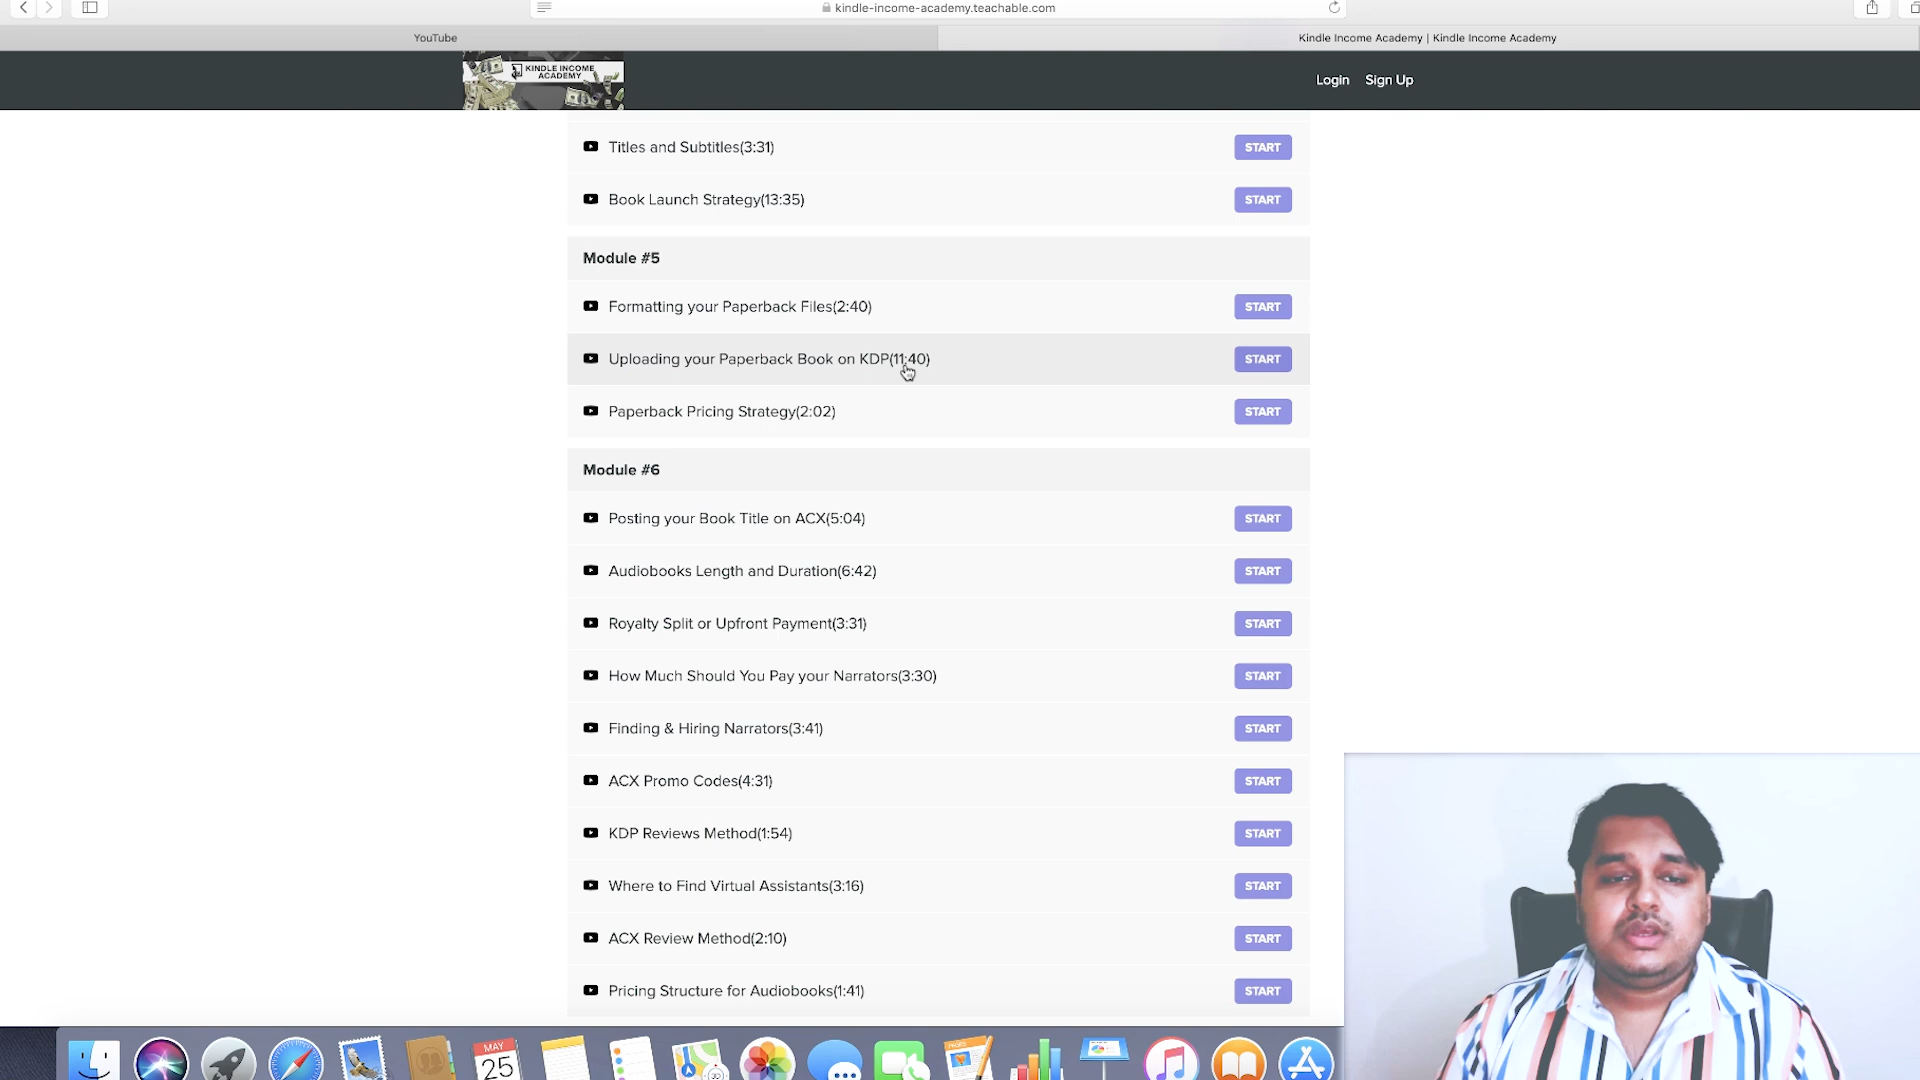 kindle-income-academy.teachable.com
YouTube
Kindle Income Academy | Kindle Income Academy
KINDLE INCOME
ACADEMY
Login Sign Up
Titles and Subtitles(3:31) START
Book Launch Strategy(13:35) START
Module #5
Formatting your Paperback Files(2:40) START
Uploading your Paperback Book on KDP(11:40) START
Paperback Pricing Strategy(2:02) START
Module #6
Posting your Book Title on ACX(5:04) START
Audiobooks Length and Duration(6:42) START
Royalty Split or Upfront Payment(3:31) START
How Much Should You Pay your Narrators(3:30) START
Finding & Hiring Narrators(3:41) START
ACX Promo Codes(4:31) START
KDP Reviews Method(1:54) START
Where to Find Virtual Assistants(3:16) START
ACX Review Method(2:10) START
Pricing Structure for Audiobooks(1:41) START
MAY
25
PAGES